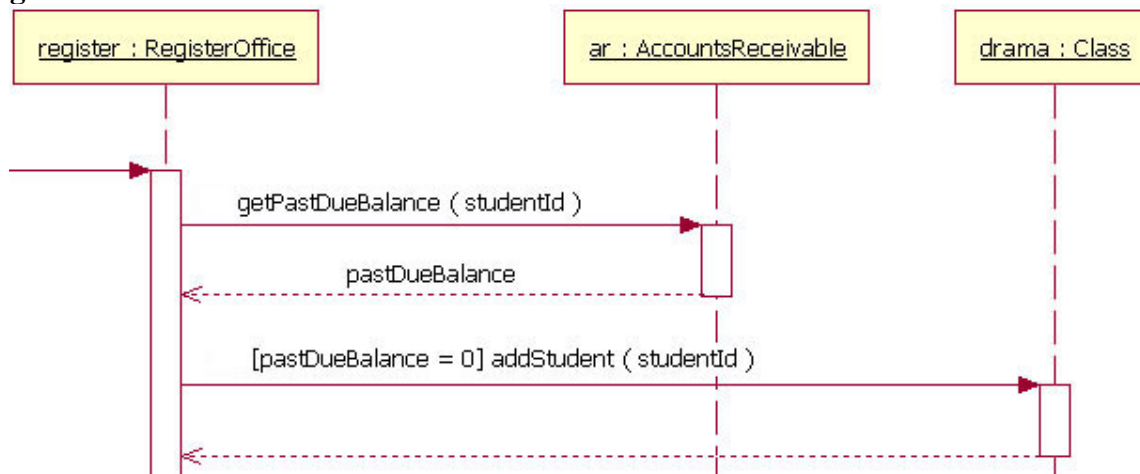 register : RegisterOffice
ar : AccountsReceivable
drama : Class
getPastDueBalance ( studentId )
pastDueBalance
[pastDueBalance = 0] addStudent ( studentId )